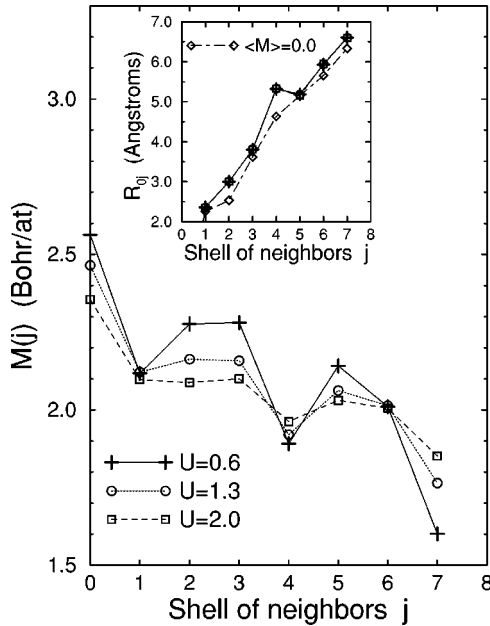 7.0
<M>=0.0
6.0
5.0
4.0
3.0
2.0
R0j (Angstroms)
0 1 2 3 4 5 6 7 8
Shell of neighbors j
3.0
2.5
2.0
1.5
M(j) (Bohr/at)
U=0.6
U=1.3
U=2.0
0 1 2 3 4 5 6 7 8
Shell of neighbors j